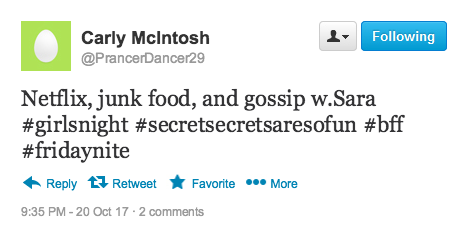 Carly McIntosh
@PrancerDancer29
Following
Netflix, junk food, and gossip w.Sara
#girlsnight #secretsecretsaresofun #bff
#fridaynite
Reply Retweet Favorite More
9:35 PM - 20 Oct 17 · 2 comments